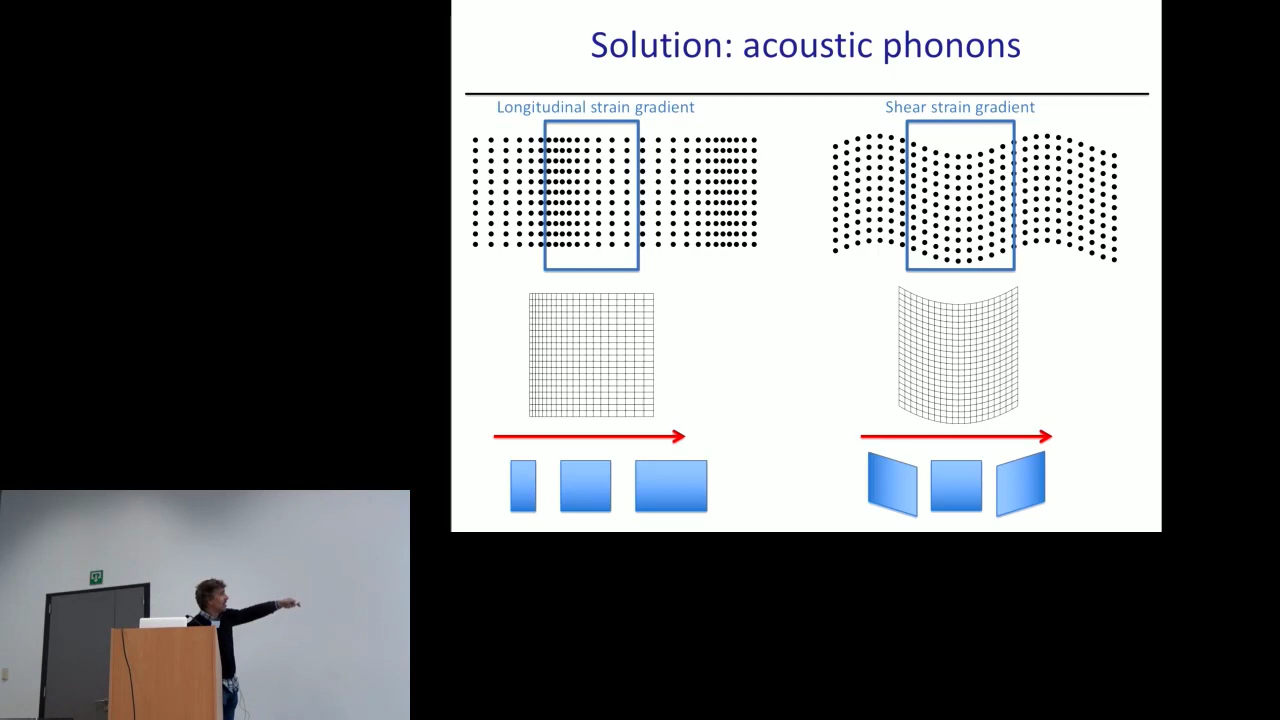 Solution: acoustic phonons
Longitudinal strain gradient
Shear strain gradient